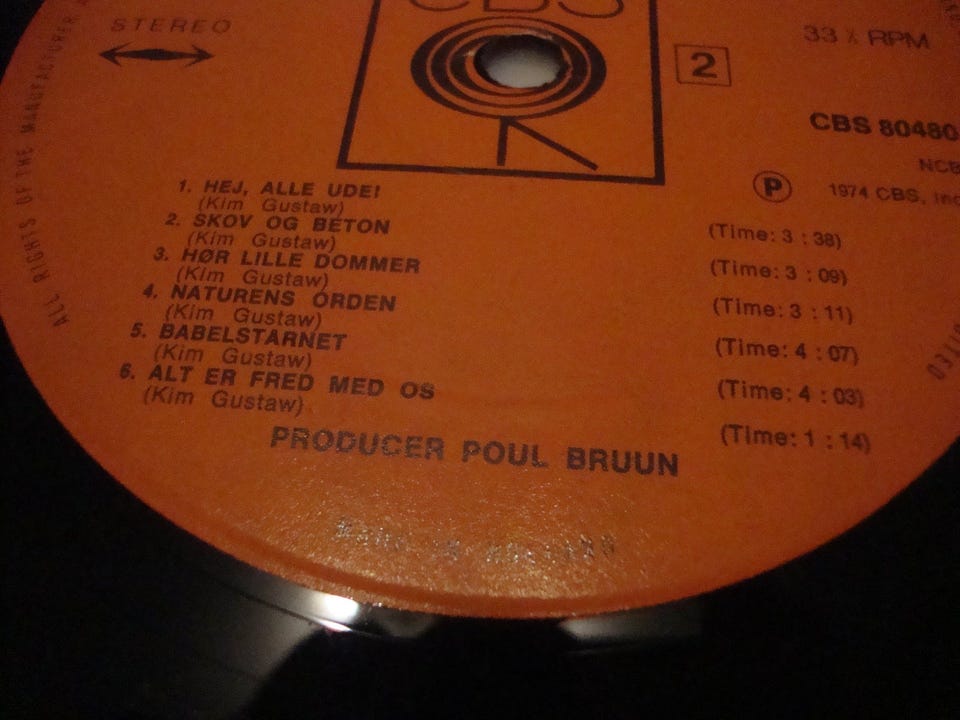 CBS
STEREO
33 ⅓ RPM
2
CBS 80480
NCB
℗ 1974 CBS, Inc
1. HEJ, ALLE UDE! (Time: 3 : 38)
(Kim Gustaw)
2. SKOV OG BETON (Time: 3 : 09)
(Kim Gustaw)
3. HØR LILLE DOMMER (Time: 3 : 11)
(Kim Gustaw)
4. NATURENS ORDEN (Time: 4 : 07)
(Kim Gustaw)
5. BABELSTARNET (Time: 4 : 03)
(Kim Gustaw)
6. ALT ER FRED MED OS (Time: 1 : 14)
(Kim Gustaw)
PRODUCER POUL BRUUN
ALL RIGHTS OF THE MANUFACTURER